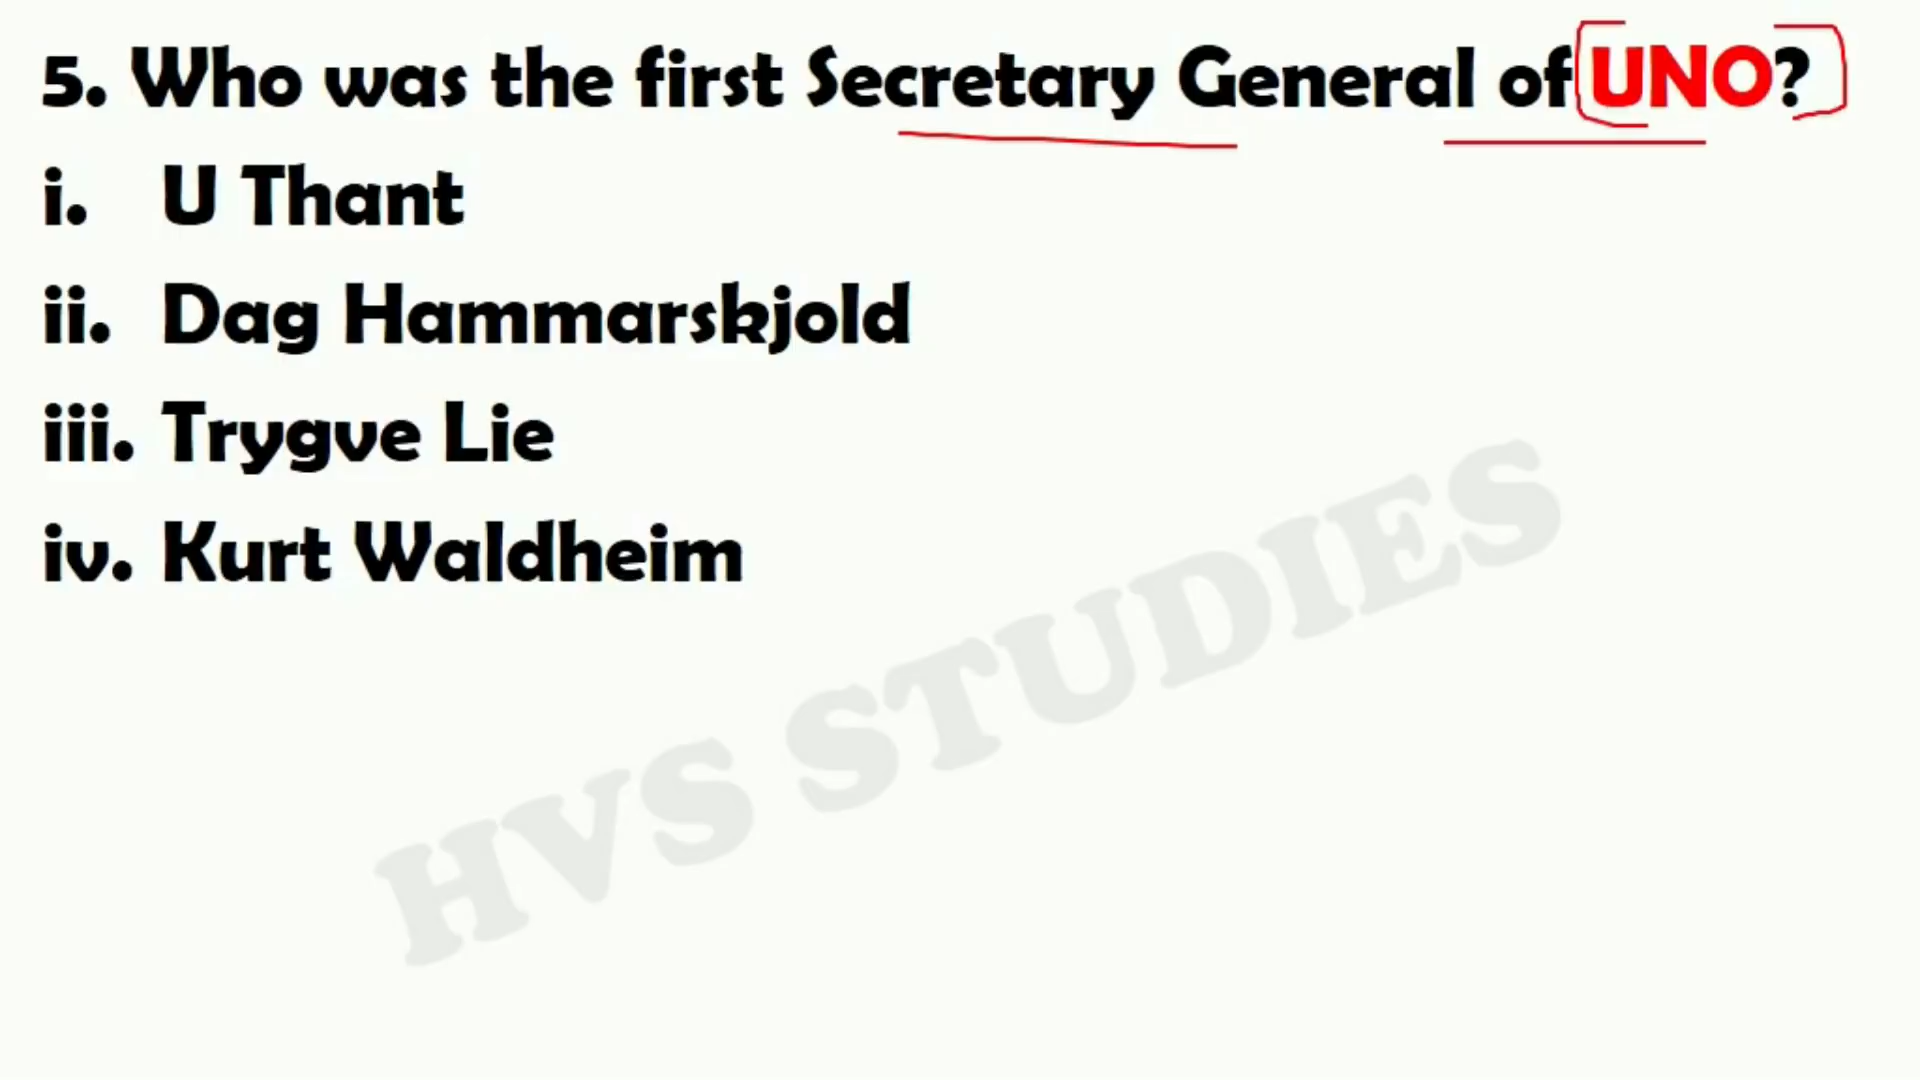 5. Who was the first Secretary General of UNO?
i. U Thant
ii. Dag Hammarskjold
iii. Trygve Lie
iv. Kurt Waldheim
HVS STUDIES